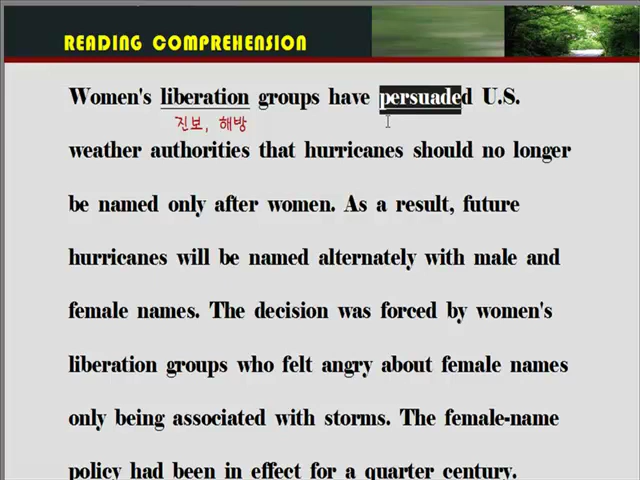 READING COMPREHENSION
Women's liberation groups have persuaded U.S.
진보, 해방
weather authorities that hurricanes should no longer
be named only after women. As a result, future
hurricanes will be named alternately with male and
female names. The decision was forced by women's
liberation groups who felt angry about female names
only being associated with storms. The female-name
policy had been in effect for a quarter century.